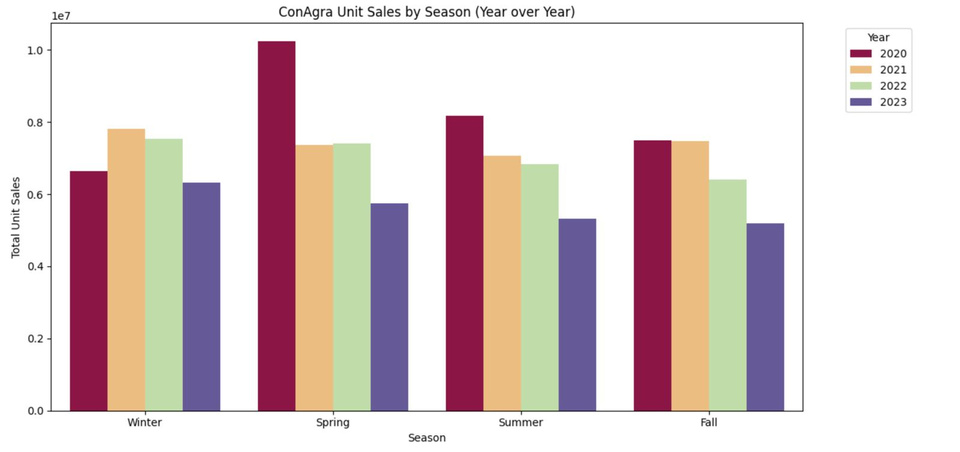 ConAgra Unit Sales by Season (Year over Year)
1e7
Year
2020
2021
2022
2023
1.0
0.8
0.6
0.4
0.2
0.0
Total Unit Sales
Winter
Spring
Summer
Fall
Season